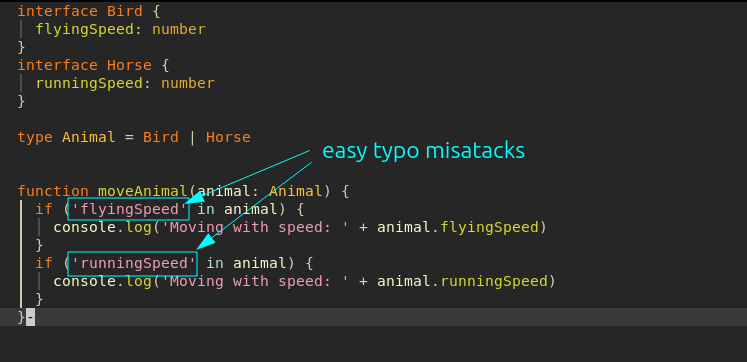 interface Bird {
  flyingSpeed: number
}
interface Horse {
  runningSpeed: number
}
type Animal = Bird | Horse
easy typo misatacks
function moveAnimal(animal: Animal) {
  if ('flyingSpeed' in animal) {
    console.log('Moving with speed: ' + animal.flyingSpeed)
  }
  if ('runningSpeed' in animal) {
    console.log('Moving with speed: ' + animal.runningSpeed)
  }
}-